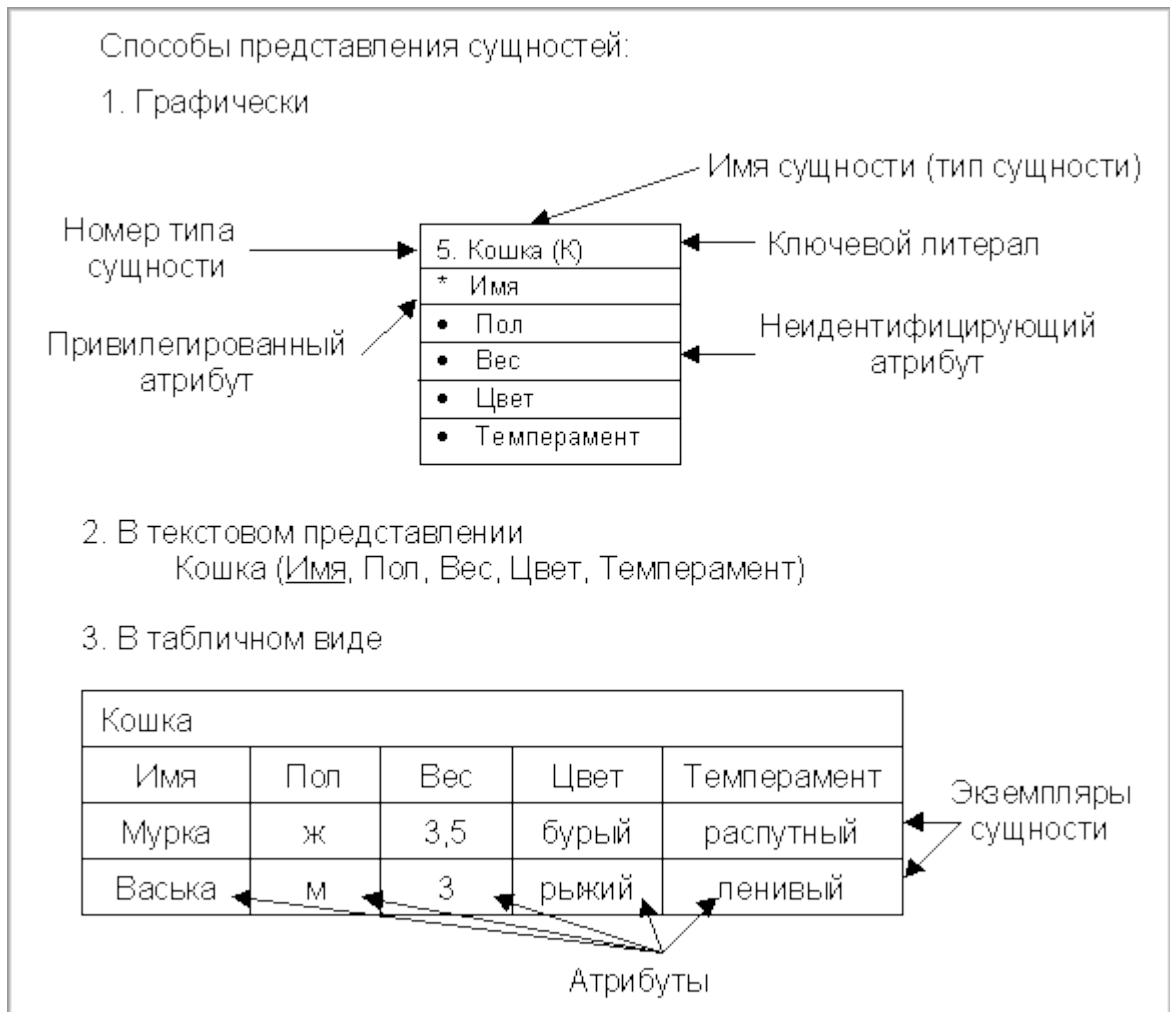 Способы представления сущностей:
1. Графически
Имя сущности (тип сущности)
Номер типа
сущности
5. Кошка (К)
Ключевой литерал
* Имя
• Пол
Привилегированный
атрибут
Неидентифицирующий
атрибут
• Вес
• Цвет
• Темперамент
2. В текстовом представлении
Кошка (Имя, Пол, Вес, Цвет, Темперамент)
3. В табличном виде
Кошка
Имя Пол Вес Цвет Темперамент
Мурка ж 3,5 бурый распутный
Васька м 3 рыжий ленивый
Экземпляры
сущности
Атрибуты